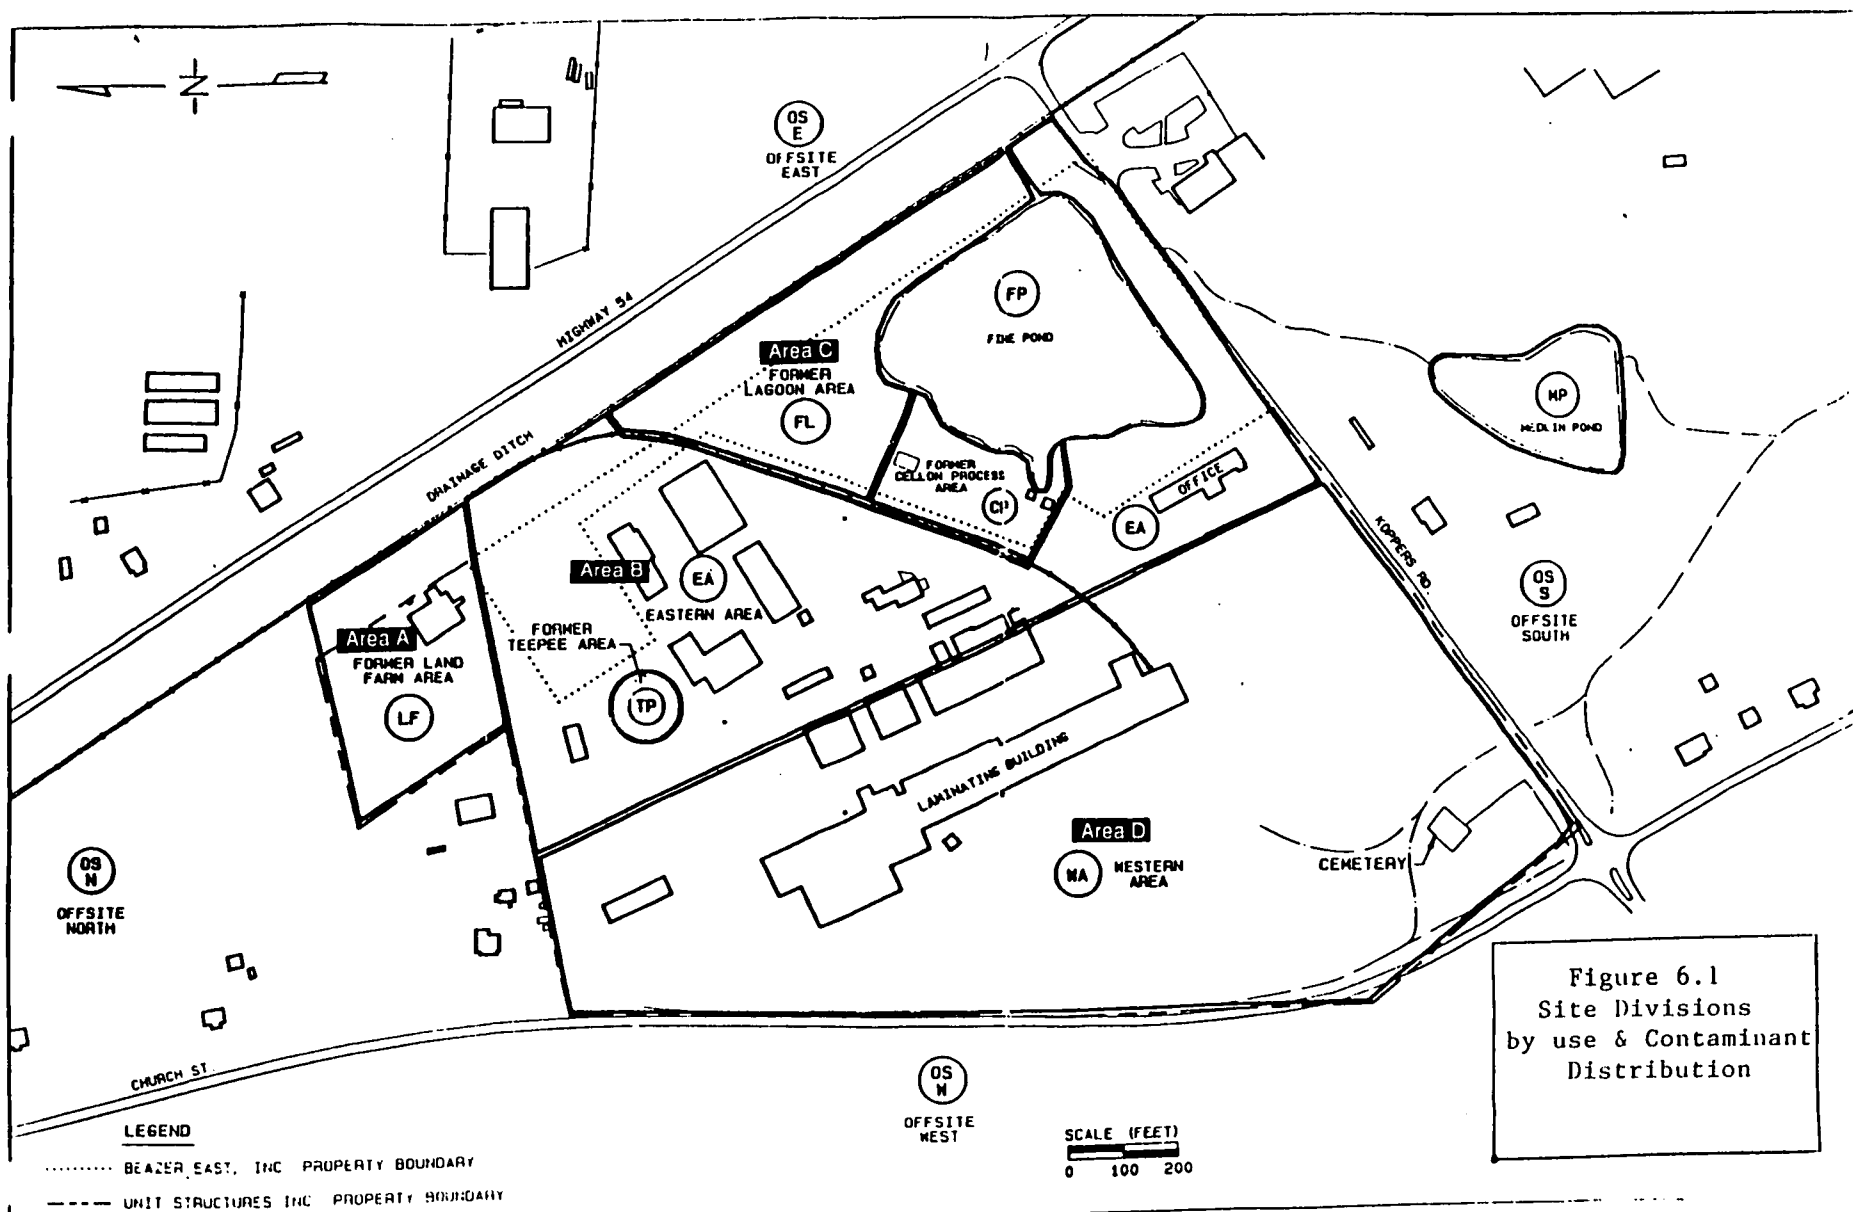 N
OS
E
OFFSITE
EAST
HIGHWAY 54
DRAINAGE DITCH
Area C
FORMER
LAGOON AREA
FL
FP
FIRE POND
MP
MEDLIN POND
FORMER
CELLON PROCESS
AREA
CP
OFFICE
EA
KOPPERS RD.
OS
S
OFFSITE
SOUTH
Area B
EA
EASTERN AREA
FORMER
TEEPEE AREA
TP
Area A
FORMER LAND
FARM AREA
LF
LAMINATING BUILDING
Area D
WA
WESTERN
AREA
CEMETERY
OS
N
OFFSITE
NORTH
CHURCH ST.
OS
W
OFFSITE
WEST
SCALE (FEET)
0 100 200
Figure 6.1
Site Divisions
by use & Contaminant
Distribution
LEGEND
BEAZER EAST, INC PROPERTY BOUNDARY
UNIT STRUCTURES INC PROPERTY BOUNDARY